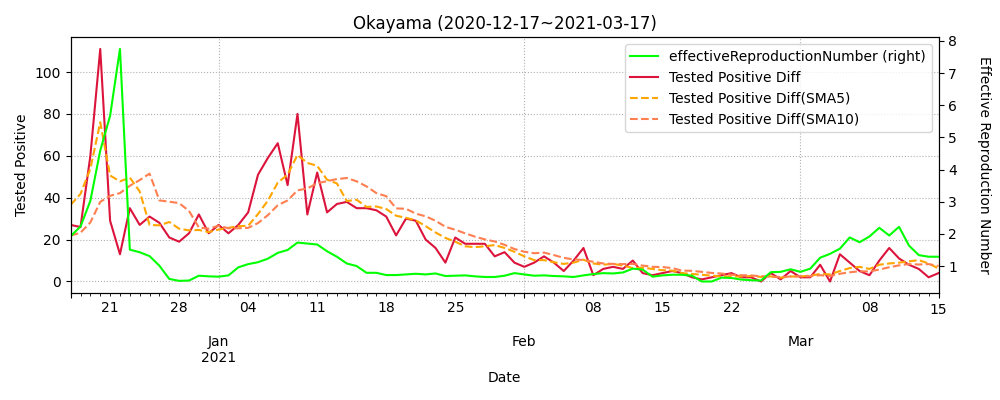 Okayama (2020-12-17~2021-03-17)
effectiveReproductionNumber (right)
Tested Positive Diff
Tested Positive Diff(SMA5)
Tested Positive Diff(SMA10)
Tested Positive
100
80
60
40
20
0
Effective Reproduction Number
8
7
6
5
4
3
2
1
21 28 04 11 18 25 08 15 22 08 15
Jan Feb Mar
2021
Date